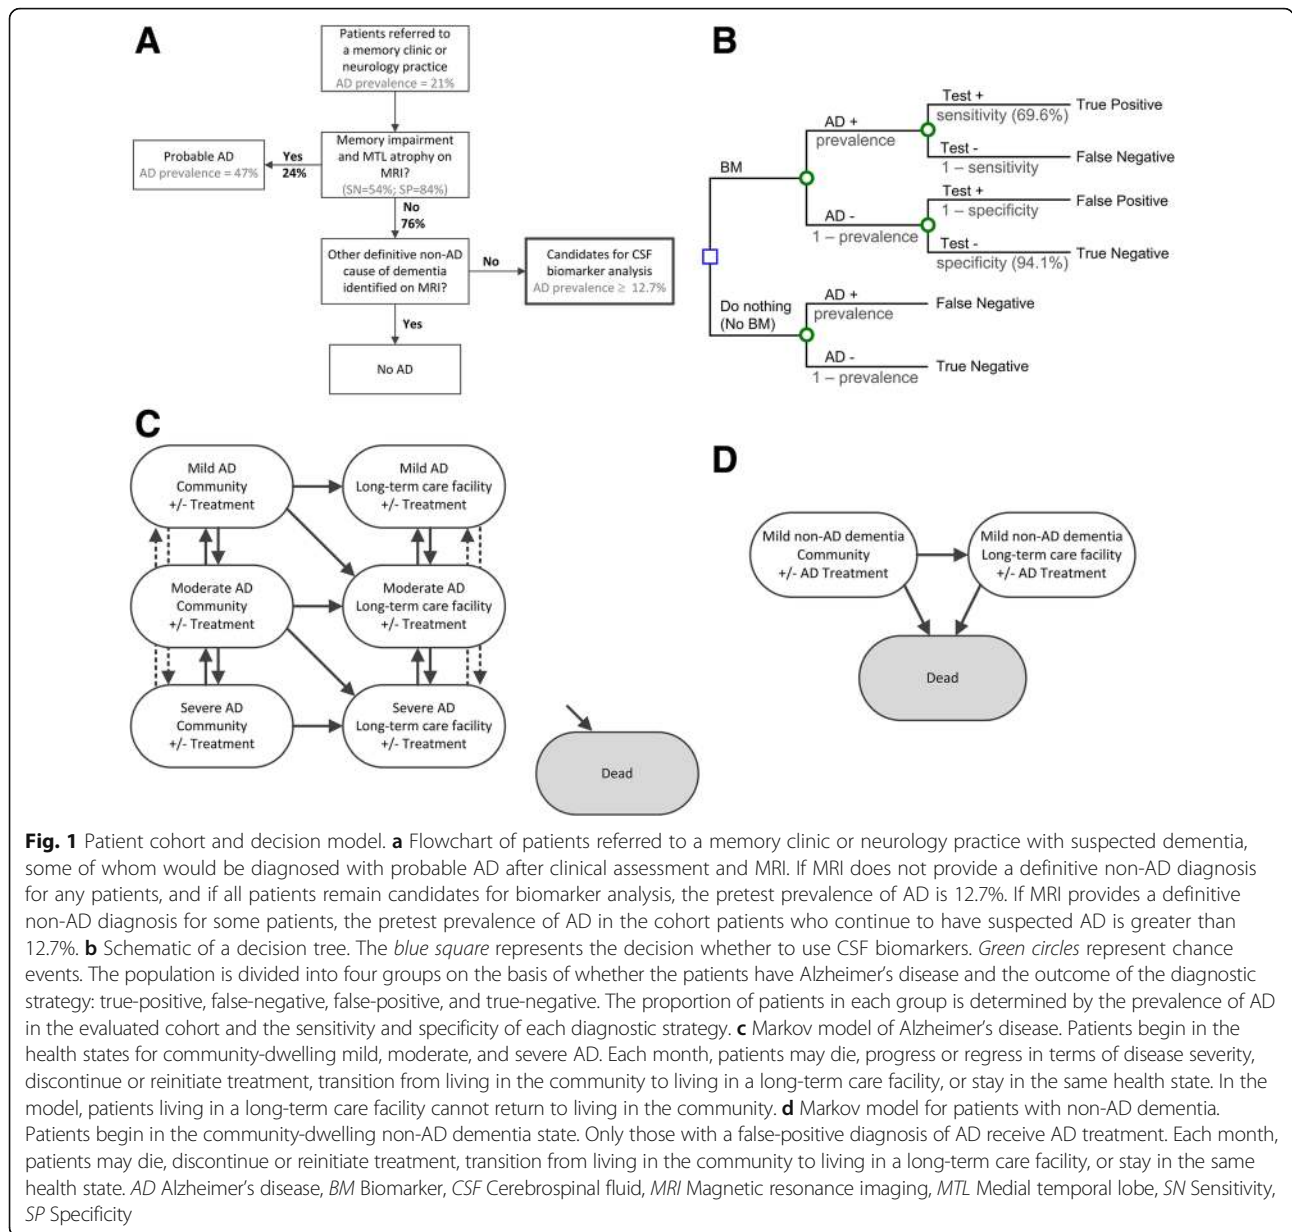 A
Patients referred to
a memory clinic or
neurology practice
AD prevalence = 21%
Memory impairment
and MTL atrophy on
MRI?
(SN=54%; SP=84%)
Yes
24%
Probable AD
AD prevalence = 47%
No
76%
Other definitive non-AD
cause of dementia
identified on MRI?
No
Candidates for CSF
biomarker analysis
AD prevalence ≥ 12.7%
Yes
No AD
B
BM
AD +
prevalence
Test +
sensitivity (69.6%)
True Positive
Test -
1 – sensitivity
False Negative
AD -
1 – prevalence
Test +
1 – specificity
False Positive
Test -
specificity (94.1%)
True Negative
Do nothing
(No BM)
AD +
prevalence
False Negative
AD -
1 – prevalence
True Negative
C
Mild AD
Community
+/- Treatment
Mild AD
Long-term care facility
+/- Treatment
Moderate AD
Community
+/- Treatment
Moderate AD
Long-term care facility
+/- Treatment
Severe AD
Community
+/- Treatment
Severe AD
Long-term care facility
+/- Treatment
Dead
D
Mild non-AD dementia
Community
+/- AD Treatment
Mild non-AD dementia
Long-term care facility
+/- AD Treatment
Dead
Fig. 1 Patient cohort and decision model. a Flowchart of patients referred to a memory clinic or neurology practice with suspected dementia,
some of whom would be diagnosed with probable AD after clinical assessment and MRI. If MRI does not provide a definitive non-AD diagnosis
for any patients, and if all patients remain candidates for biomarker analysis, the pretest prevalence of AD is 12.7%. If MRI provides a definitive
non-AD diagnosis for some patients, the pretest prevalence of AD in the cohort patients who continue to have suspected AD is greater than
12.7%. b Schematic of a decision tree. The blue square represents the decision whether to use CSF biomarkers. Green circles represent chance
events. The population is divided into four groups on the basis of whether the patients have Alzheimer's disease and the outcome of the diagnostic
strategy: true-positive, false-negative, false-positive, and true-negative. The proportion of patients in each group is determined by the prevalence of AD
in the evaluated cohort and the sensitivity and specificity of each diagnostic strategy. c Markov model of Alzheimer's disease. Patients begin in the
health states for community-dwelling mild, moderate, and severe AD. Each month, patients may die, progress or regress in terms of disease severity,
discontinue or reinitiate treatment, transition from living in the community to living in a long-term care facility, or stay in the same health state. In the
model, patients living in a long-term care facility cannot return to living in the community. d Markov model for patients with non-AD dementia.
Patients begin in the community-dwelling non-AD dementia state. Only those with a false-positive diagnosis of AD receive AD treatment. Each month,
patients may die, discontinue or reinitiate treatment, transition from living in the community to living in a long-term care facility, or stay in the same
health state. AD Alzheimer's disease, BM Biomarker, CSF Cerebrospinal fluid, MRI Magnetic resonance imaging, MTL Medial temporal lobe, SN Sensitivity,
SP Specificity